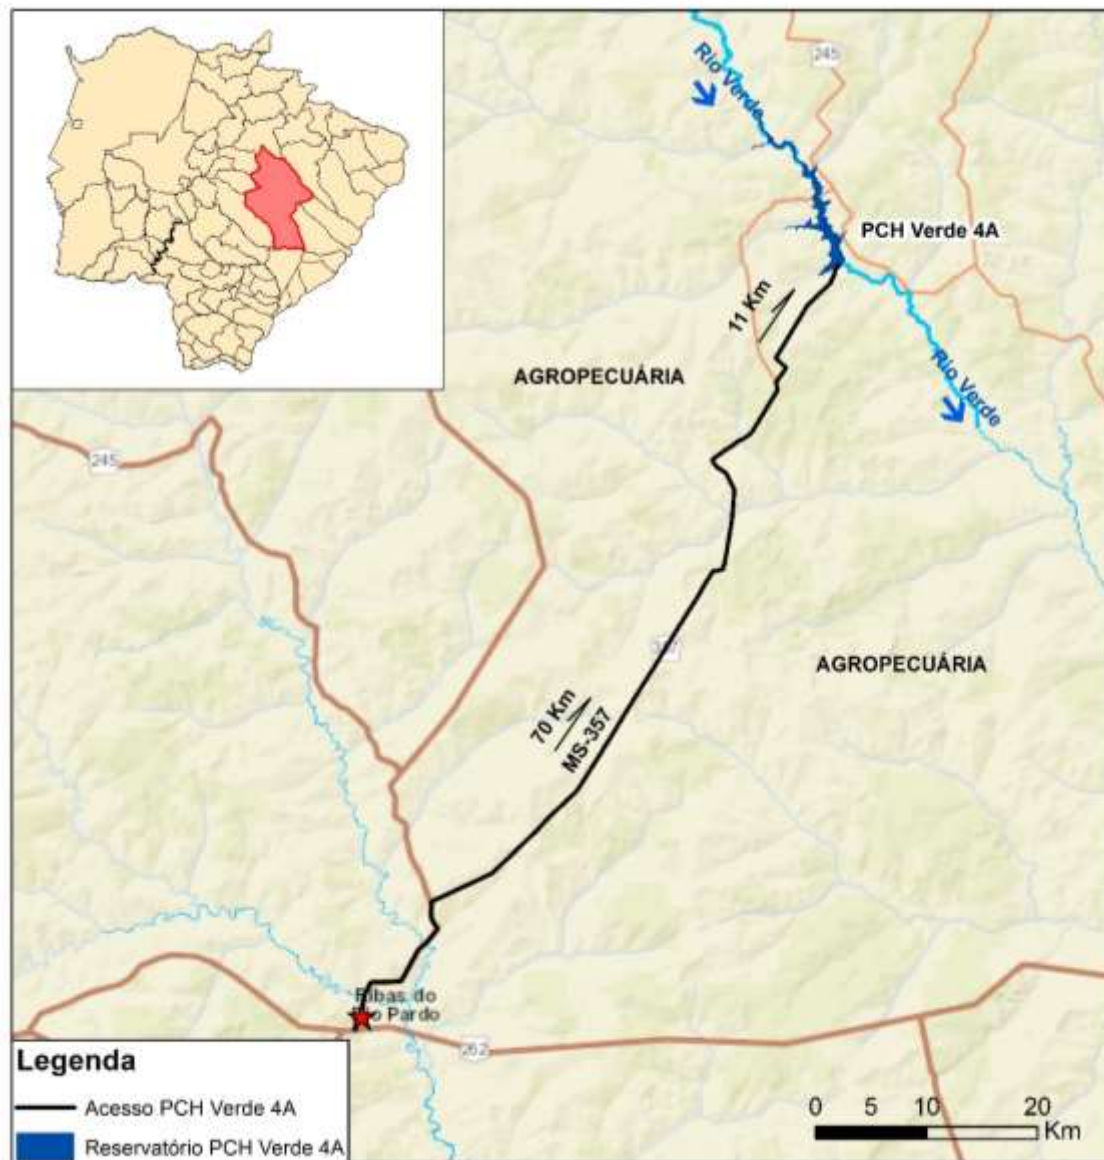 245
Rio Verde
PCH Verde 4A
11 Km
AGROPECUÁRIA
Rio Verde
245
AGROPECUÁRIA
70 Km
MS-357
Ribas do
Rio Pardo
262
Legenda
Acesso PCH Verde 4A
Reservatório PCH Verde 4A
0 5 10 20
Km